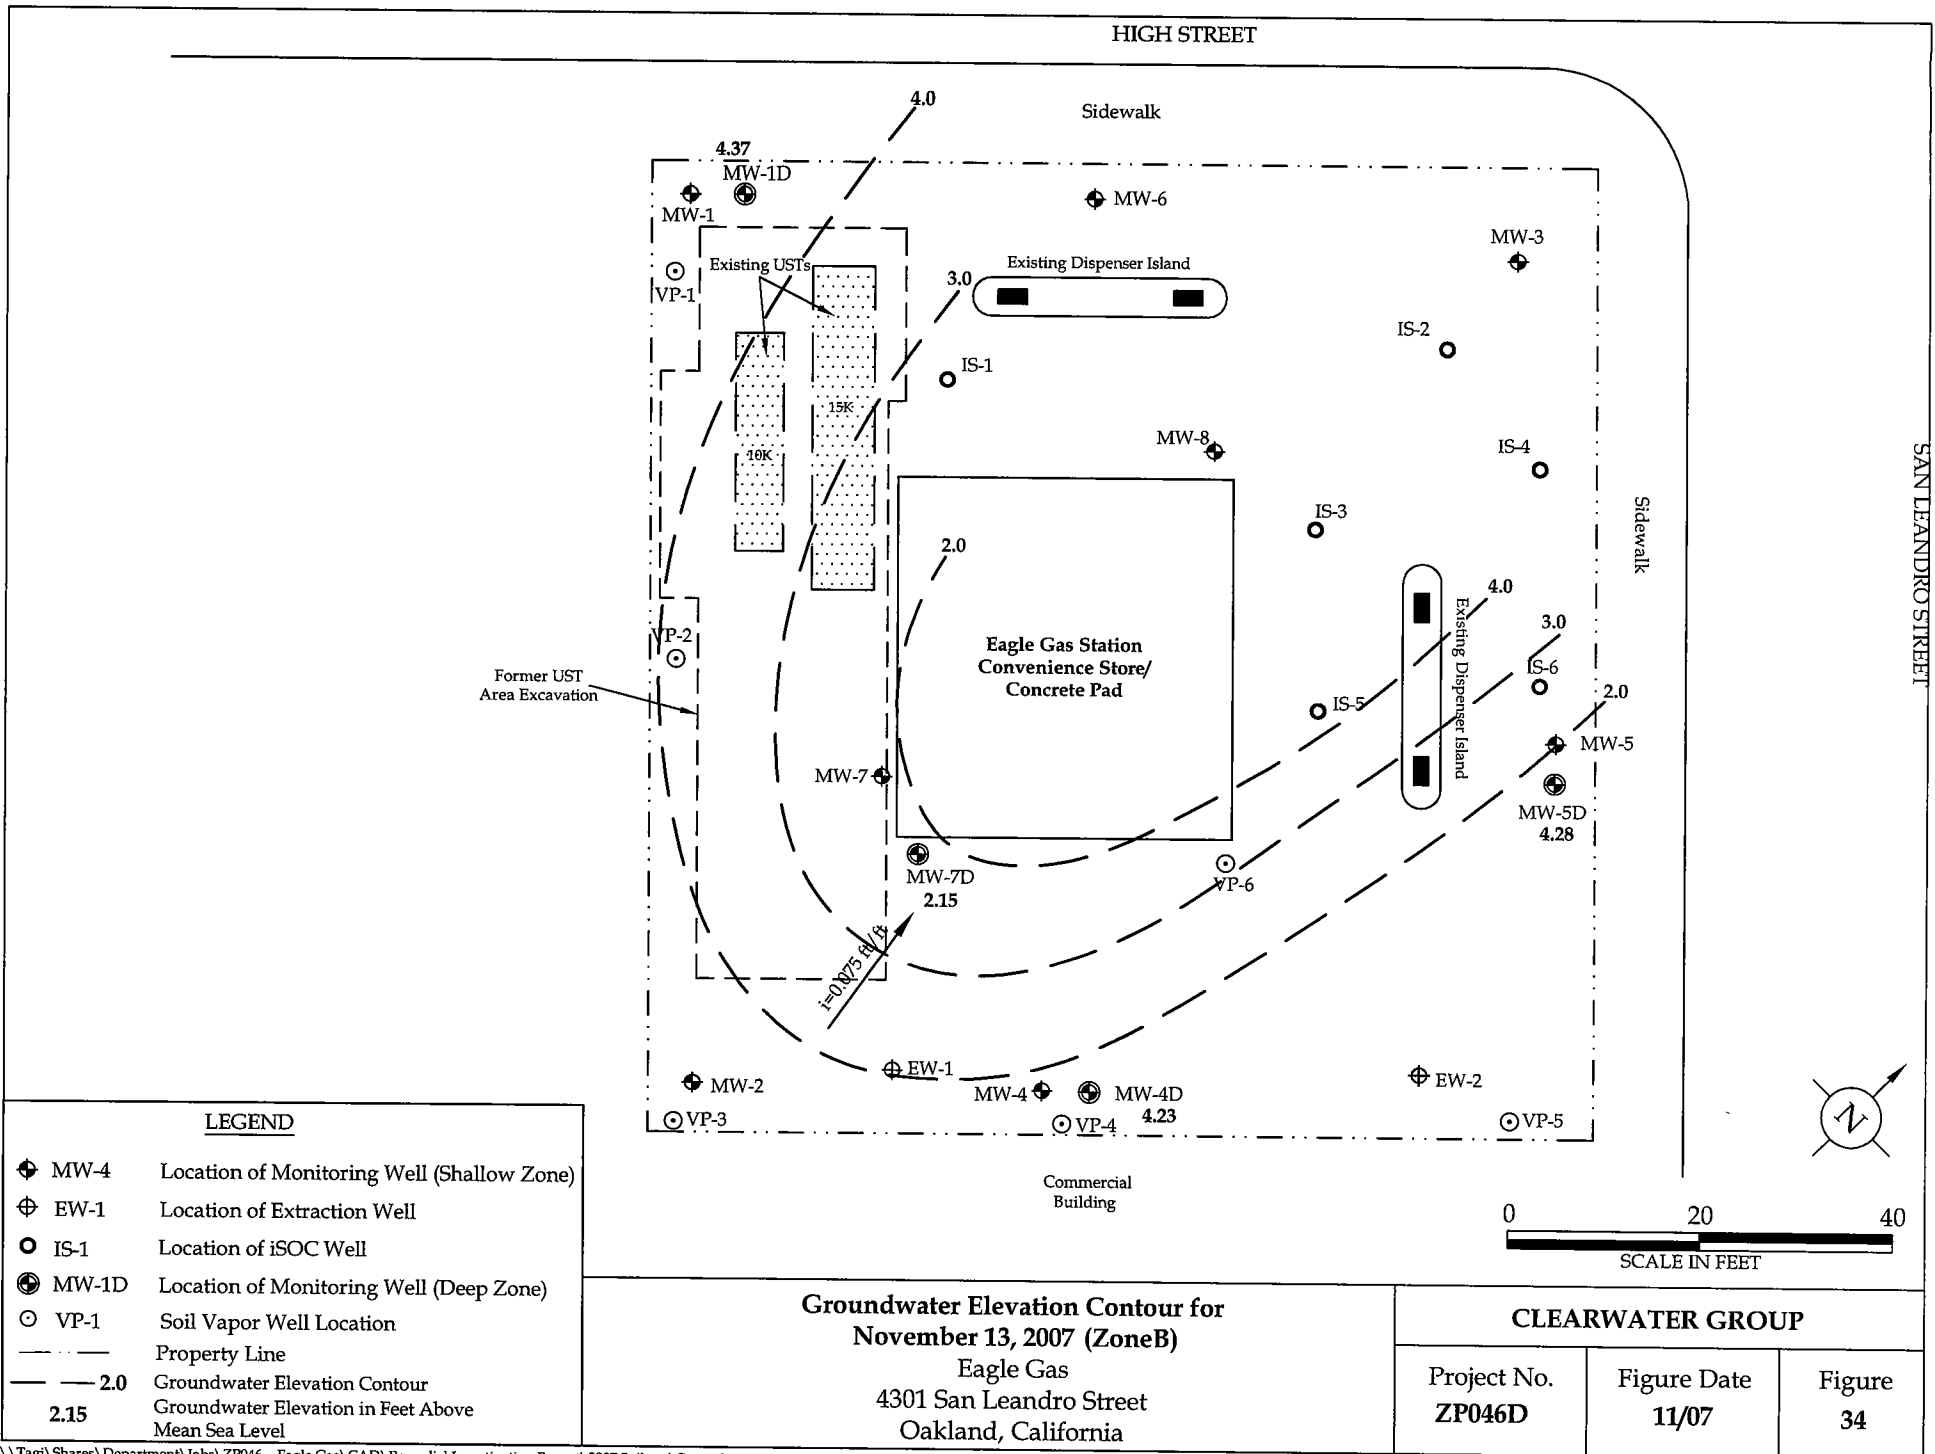 HIGH STREET
Sidewalk
4.0
4.37
MW-1D
MW-1
MW-6
MW-3
Existing USTs
VP-1
Existing Dispenser Island
3.0
IS-2
IS-1
15K
MW-8
10K
IS-4
SAN LEANDRO STREET
Sidewalk
IS-3
2.0
4.0
3.0
VP-2
Eagle Gas Station
Convenience Store/
Concrete Pad
Existing Dispenser Island
IS-6
Former UST
Area Excavation
2.0
IS-5
MW-5
MW-7
MW-5D
4.28
MW-7D
2.15
VP-6
i=0.075 ft/ft
EW-1
MW-2
MW-4
MW-4D
4.23
EW-2
VP-3
VP-4
VP-5
N
Commercial
Building
0 20 40
SCALE IN FEET
LEGEND
MW-4 Location of Monitoring Well (Shallow Zone)
EW-1 Location of Extraction Well
IS-1 Location of iSOC Well
MW-1D Location of Monitoring Well (Deep Zone)
VP-1 Soil Vapor Well Location
Property Line
2.0 Groundwater Elevation Contour
2.15 Groundwater Elevation in Feet Above
Mean Sea Level
Groundwater Elevation Contour for
November 13, 2007 (ZoneB)
Eagle Gas
4301 San Leandro Street
Oakland, California
CLEARWATER GROUP
Project No.
ZP046D
Figure Date
11/07
Figure
34